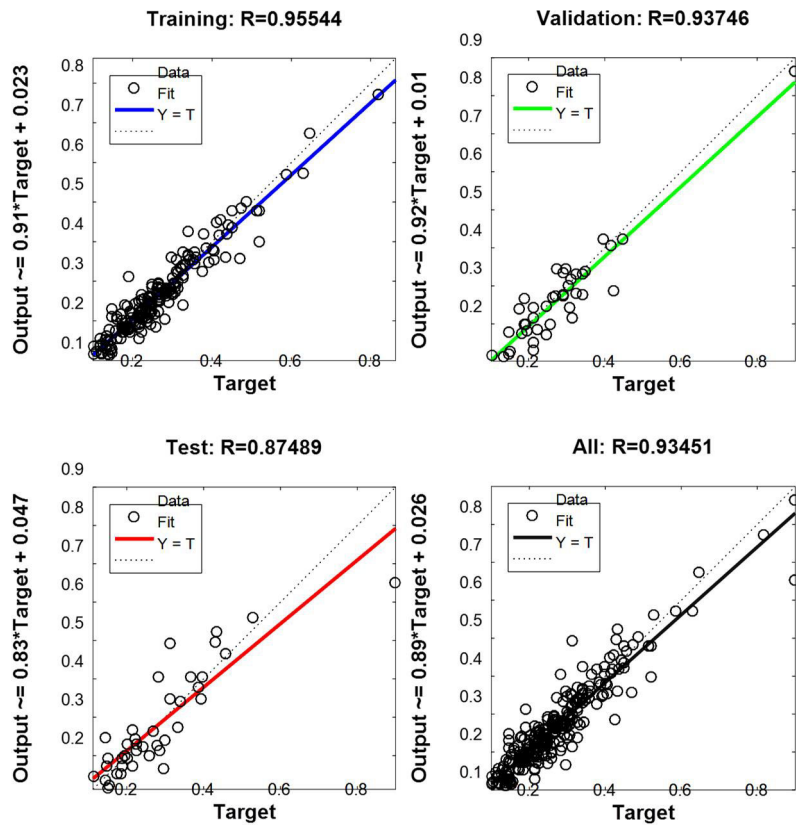 Training: R=0.95544
Output ~= 0.91*Target + 0.023
0.8
0.7
0.6
0.5
0.4
0.3
0.2
0.1
Data
Fit
Y = T
0.2
0.4
0.6
0.8
Target
Validation: R=0.93746
Output ~= 0.92*Target + 0.01
0.9
0.8
0.7
0.6
0.5
0.4
0.3
0.2
0.1
Data
Fit
Y = T
0.2
0.4
0.6
0.8
Target
Test: R=0.87489
Output ~= 0.83*Target + 0.047
0.9
0.8
0.7
0.6
0.5
0.4
0.3
0.2
Data
Fit
Y = T
0.2
0.4
0.6
0.8
Target
All: R=0.93451
Output ~= 0.89*Target + 0.026
0.9
0.8
0.7
0.6
0.5
0.4
0.3
0.2
0.1
Data
Fit
Y = T
0.2
0.4
0.6
0.8
Target